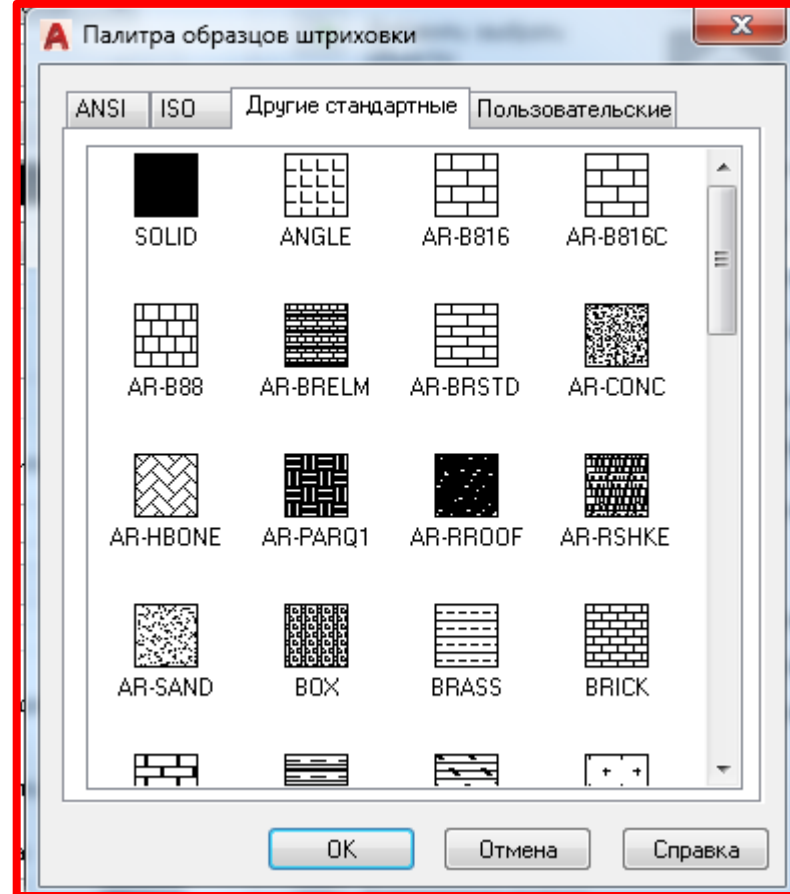 Палитра образцов штриховки
ANSI ISO Другие стандартные Пользовательские
SOLID ANGLE AR-B816 AR-B816C
AR-B88 AR-BRELM AR-BRSTD AR-CONC
AR-HBONE AR-PARQ1 AR-RROOF AR-RSHKE
AR-SAND BOX BRASS BRICK
OK Отмена Справка